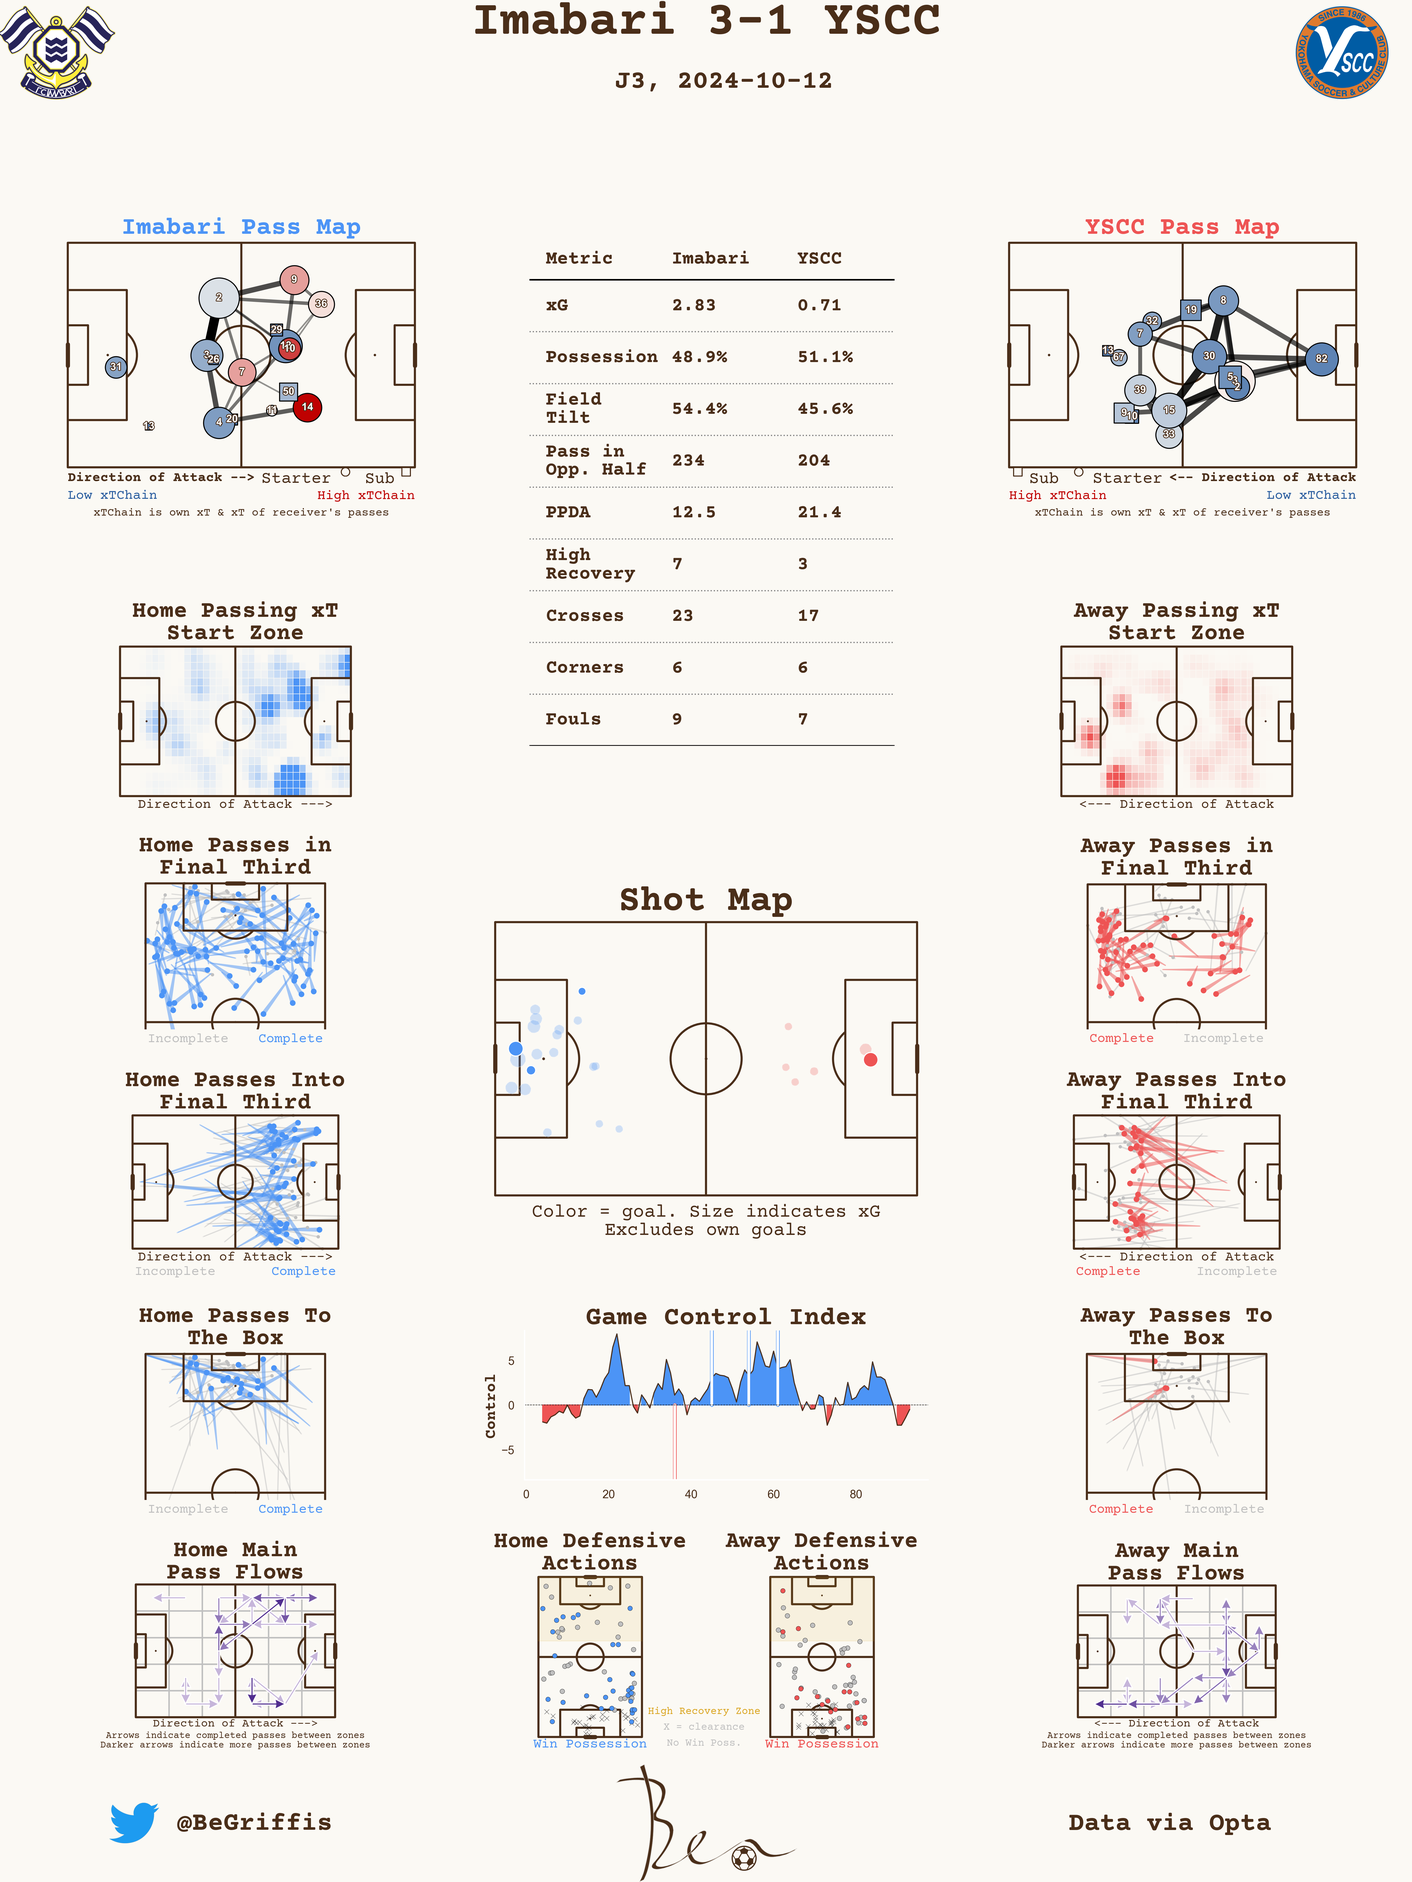 Imabari 3-1 YSCC
J3, 2024-10-12
FC IMABARI
SINCE 1986
YOKOHAMA SOCCER & CULTURE CLUB
YSCC
Imabari Pass Map
2
9
36
29
10
3
26
31
7
50
14
11
4
20
13
Direction of Attack --> Starter Sub
Low xTChain High xTChain
xTChain is own xT & xT of receiver's passes
Metric Imabari YSCC
xG 2.83 0.71
Possession 48.9% 51.1%
Field
Tilt 54.4% 45.6%
Pass in
Opp. Half 234 204
PPDA 12.5 21.4
High
Recovery 7 3
Crosses 23 17
Corners 6 6
Fouls 9 7
YSCC Pass Map
8
19
32
7
13
67
30
82
5
3
2
39
9
10
15
33
Sub Starter <-- Direction of Attack
High xTChain Low xTChain
xTChain is own xT & xT of receiver's passes
Home Passing xT
Start Zone
Direction of Attack --->
Away Passing xT
Start Zone
<--- Direction of Attack
Home Passes in
Final Third
Incomplete Complete
Shot Map
Color = goal. Size indicates xG
Excludes own goals
Away Passes in
Final Third
Complete Incomplete
Home Passes Into
Final Third
Direction of Attack --->
Incomplete Complete
Away Passes Into
Final Third
<--- Direction of Attack
Complete Incomplete
Home Passes To
The Box
Incomplete Complete
Game Control Index
Control
5
0
−5
0 20 40 60 80
Away Passes To
The Box
Complete Incomplete
Home Main
Pass Flows
Direction of Attack --->
Arrows indicate completed passes between zones
Darker arrows indicate more passes between zones
Home Defensive
Actions
Win Possession
High Recovery Zone
X = clearance
No Win Poss.
Away Defensive
Actions
Win Possession
Away Main
Pass Flows
<--- Direction of Attack
Arrows indicate completed passes between zones
Darker arrows indicate more passes between zones
@BeGriffis
Ben
Data via Opta